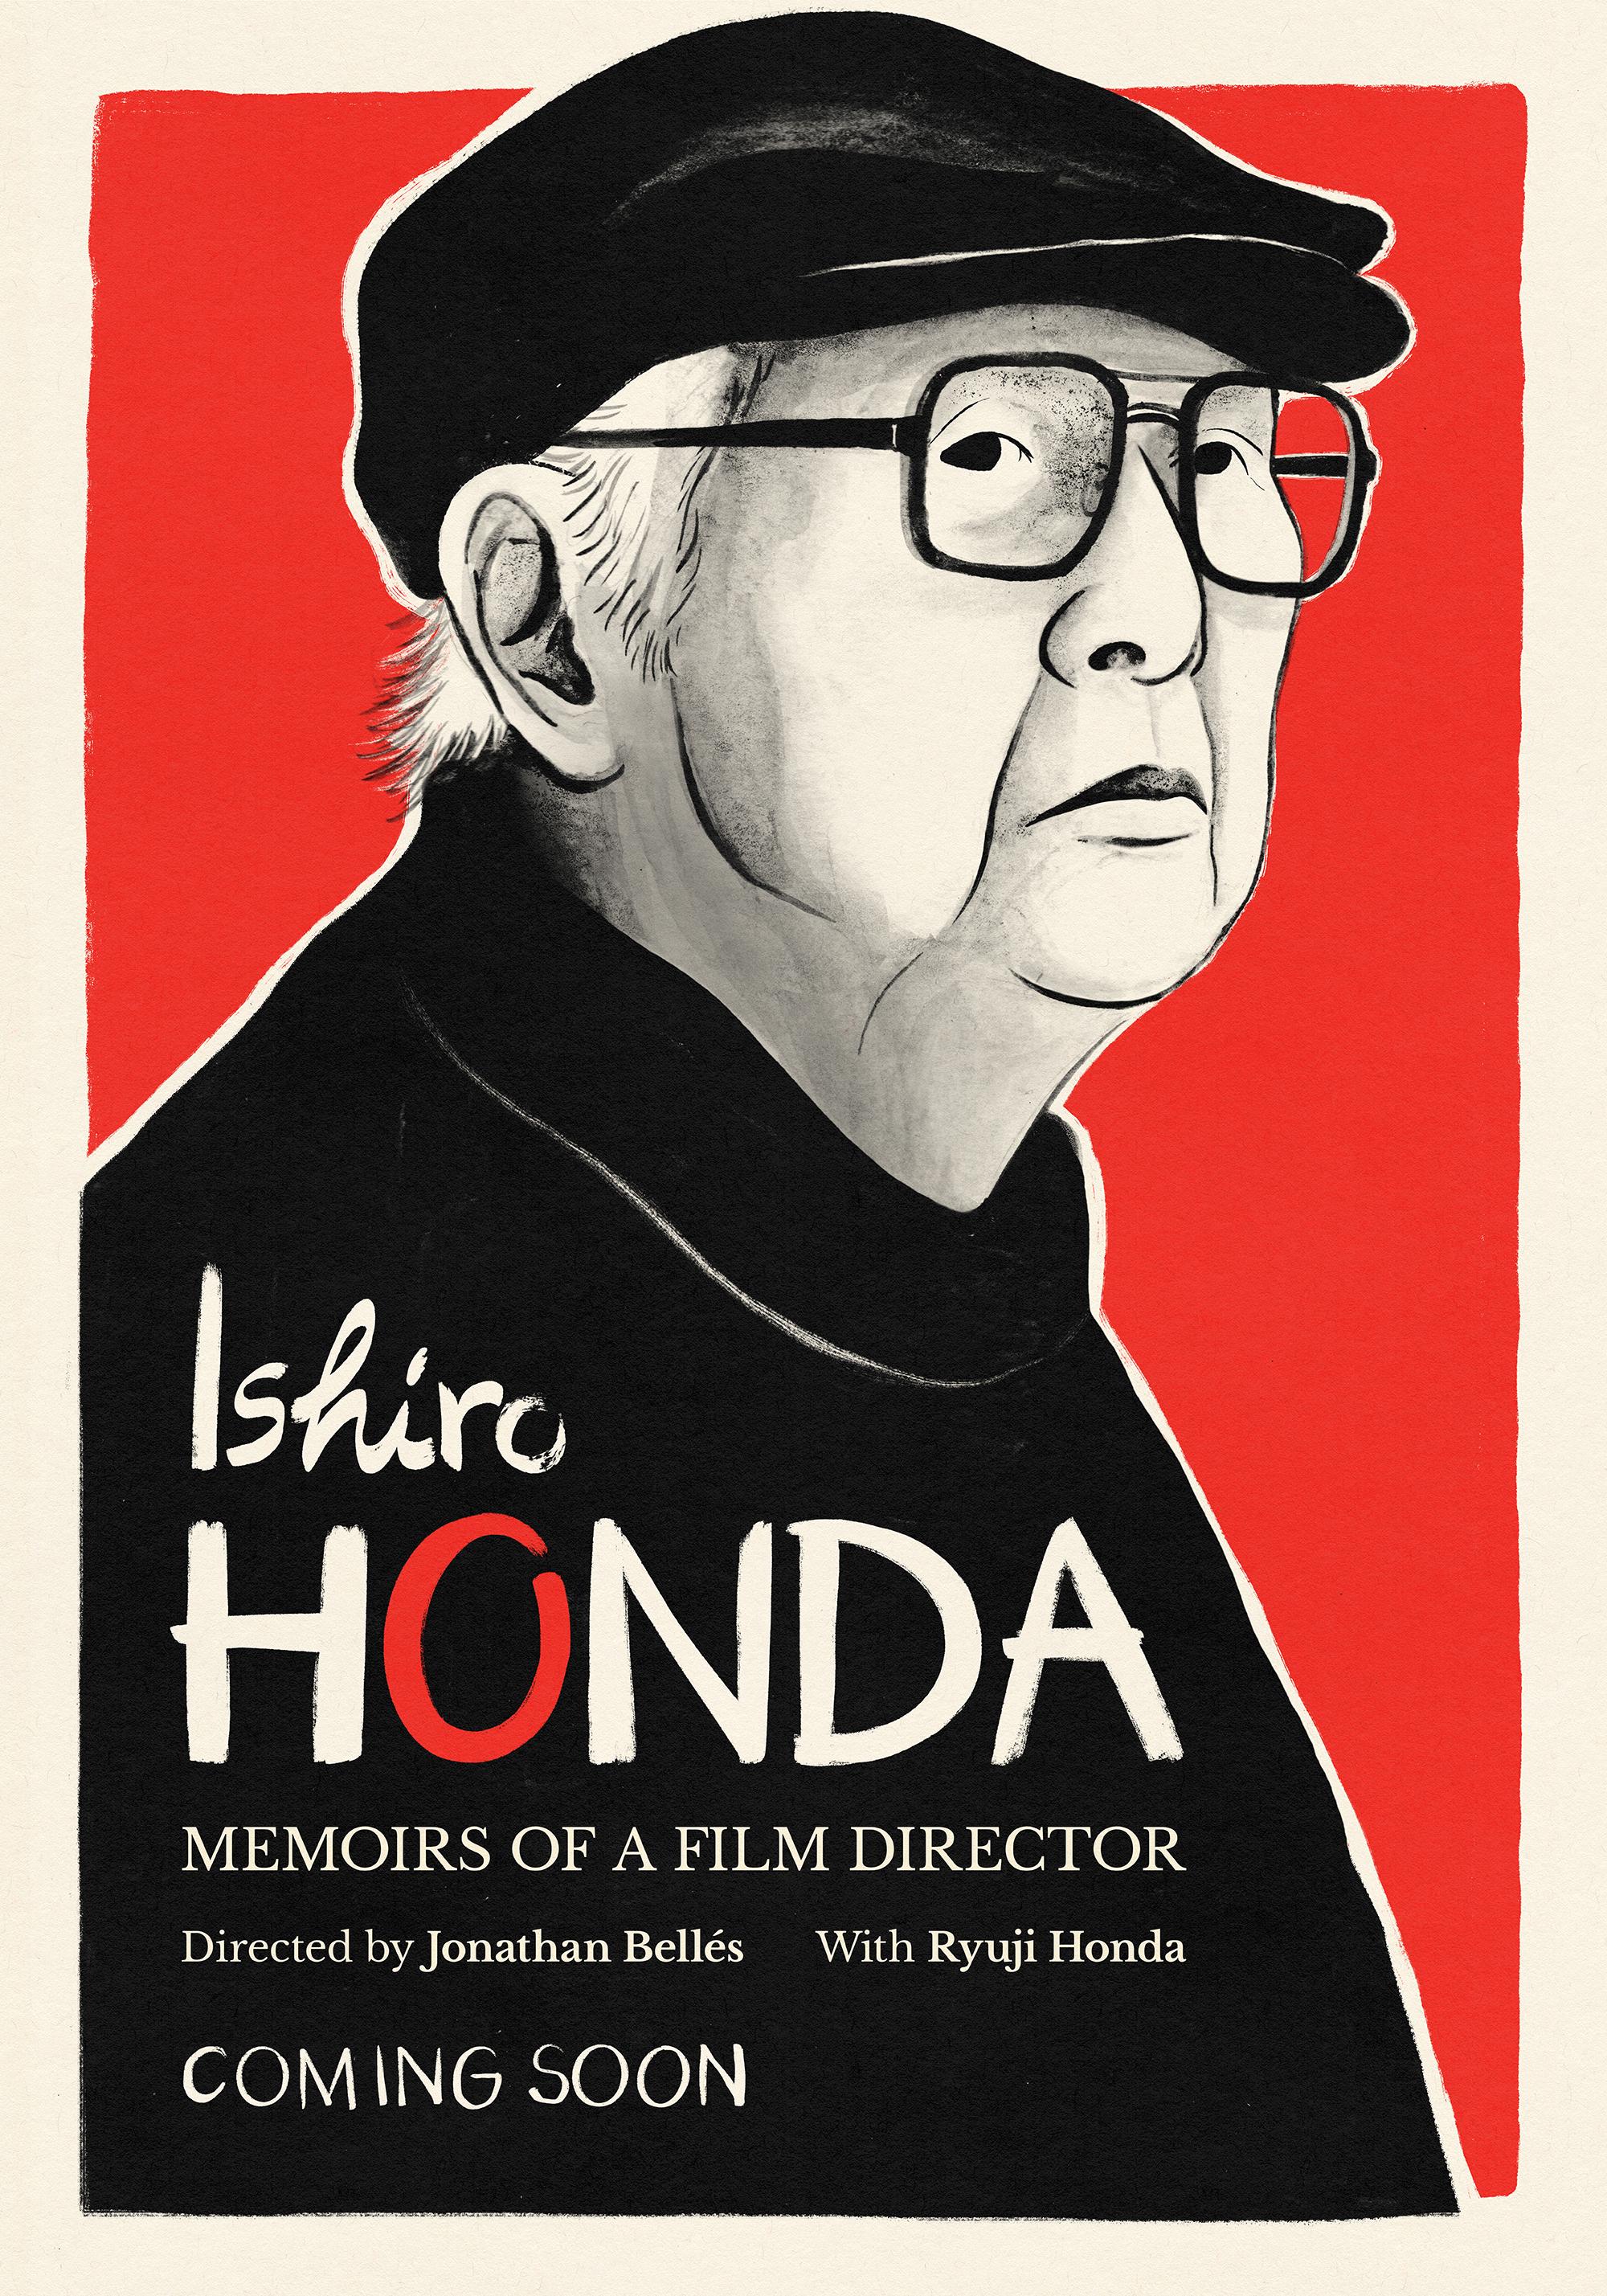 Ishiro
HONDA
MEMOIRS OF A FILM DIRECTOR
Directed by Jonathan Bellés With Ryuji Honda
COMING SOON